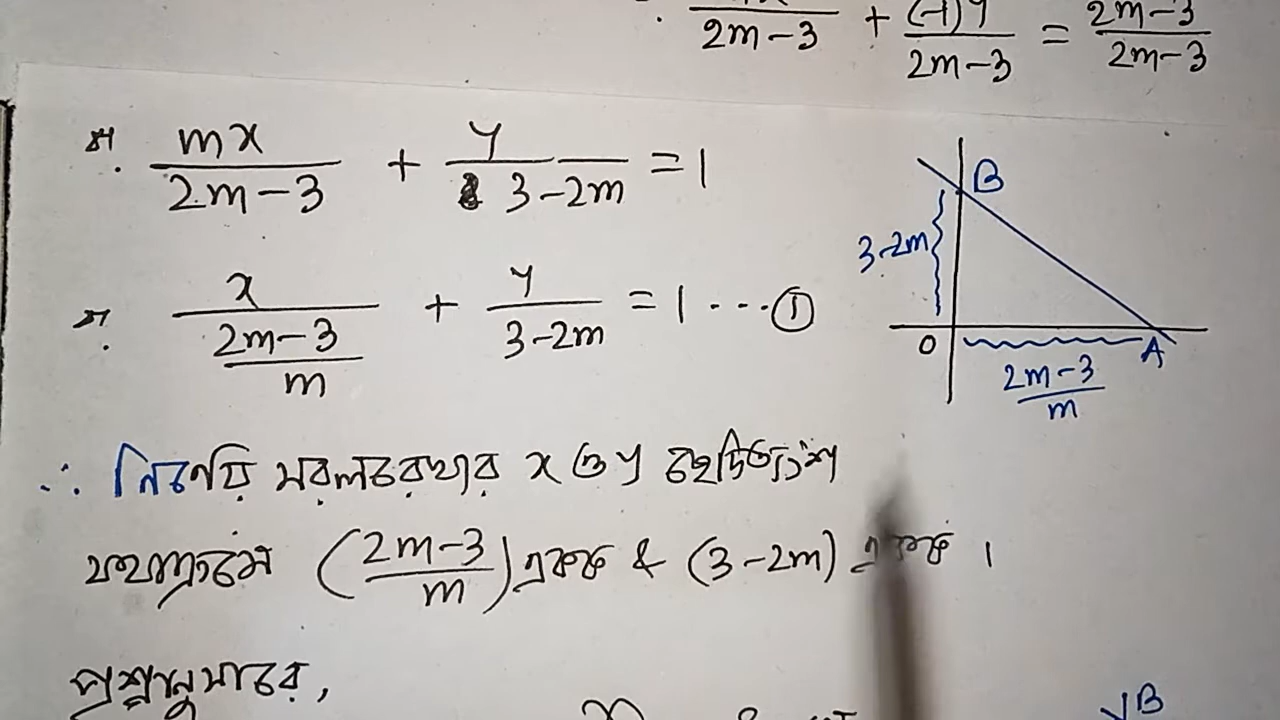 2m-3 + (-1)y/2m-3 = 2m-3/2m-3
বা. mx/2m-3 + y/3-2m = 1
বা. x/(2m-3/m) + y/3-2m = 1 ...①
B
3-2m
O A
2m-3/m
∴ নির্ণেয় সরলরেখার x ও y ছেদিতাংশ
যথাক্রমে (2m-3/m) একক & (3-2m) একক ।
প্রশ্নানুসারে,
B